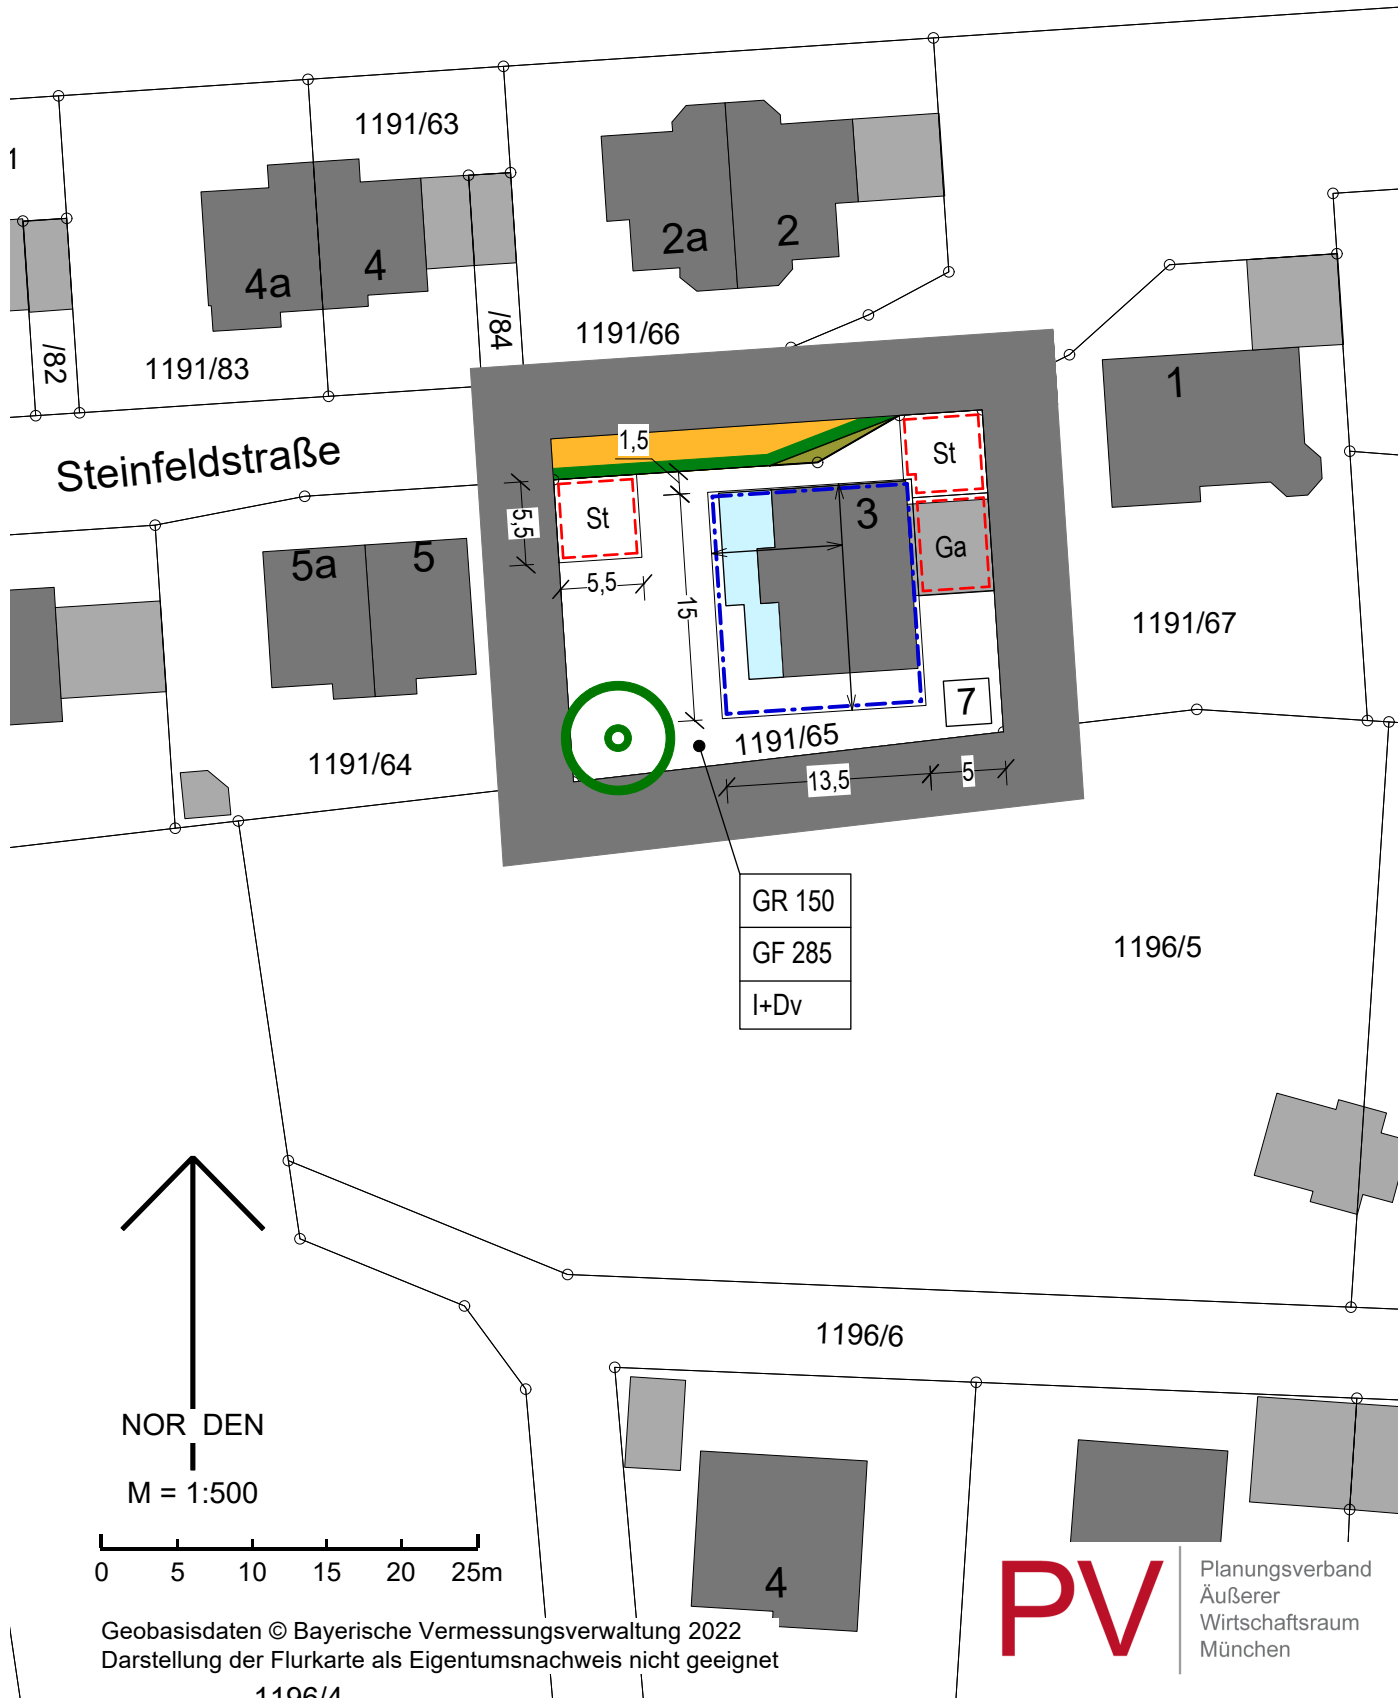 1191/63
1
4a
4
2a
2
/82
1191/83
/84
1191/66
1
Steinfeldstraße
1,5
St
5,5
St
3
Ga
5a
5
5,5
15
1191/67
7
1191/65
1191/64
13,5
5
GR 150
GF 285
I+Dv
1196/5
NOR DEN
M = 1:500
0 5 10 15 20 25m
1196/6
4
PV
Planungsverband
Äußerer
Wirtschaftsraum
München
Geobasisdaten © Bayerische Vermessungsverwaltung 2022
Darstellung der Flurkarte als Eigentumsnachweis nicht geeignet
1196/4